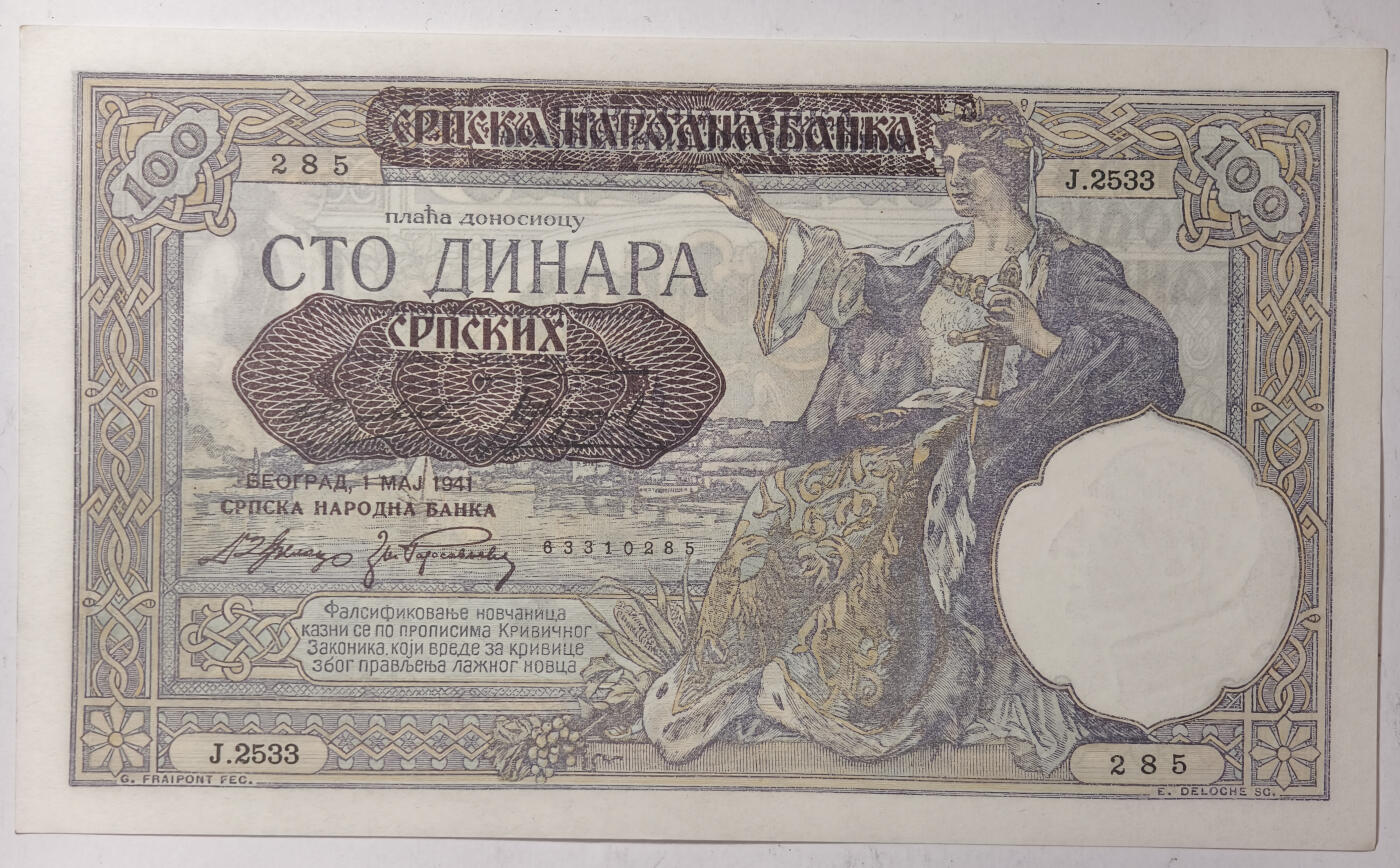 СРПСКА НАРОДНА БАНКА
100
100
285
J.2533
плаћа доносиоцу
СТО ДИНАРА
СРПСКИХ
БЕОГРАД, 1 МАЈ 1941
СРПСКА НАРОДНА БАНКА
63310285
Фалсификовање новчаница
казни се по прописима Кривичног
Законика, који вреде за кривице
због прављења лажног новца
J.2533
285
G. FRAIPONT FEC.
E. DELOCHE SC.